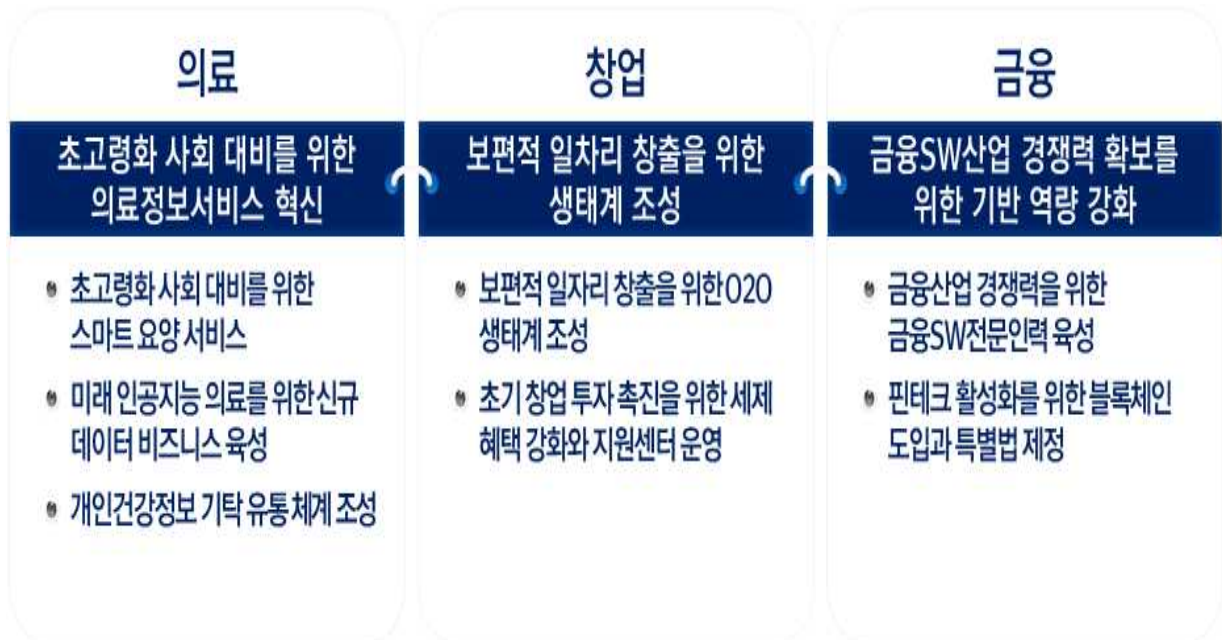 의료
초고령화 사회 대비를 위한
의료정보서비스 혁신
초고령화 사회 대비를 위한
스마트 요양 서비스
미래 인공지능 의료를 위한 신규
데이터 비즈니스 육성
개인건강정보 기탁 유통 체계 조성
창업
보편적 일차리 창출을 위한
생태계 조성
보편적 일자리 창출을 위한 O2O
생태계 조성
초기 창업 투자 촉진을 위한 세제
혜택 강화와 지원센터 운영
금융
금융SW산업 경쟁력 확보를
위한 기반 역량 강화
금융산업 경쟁력을 위한
금융SW전문인력 육성
핀테크 활성화를 위한 블록체인
도입과 특별법 제정